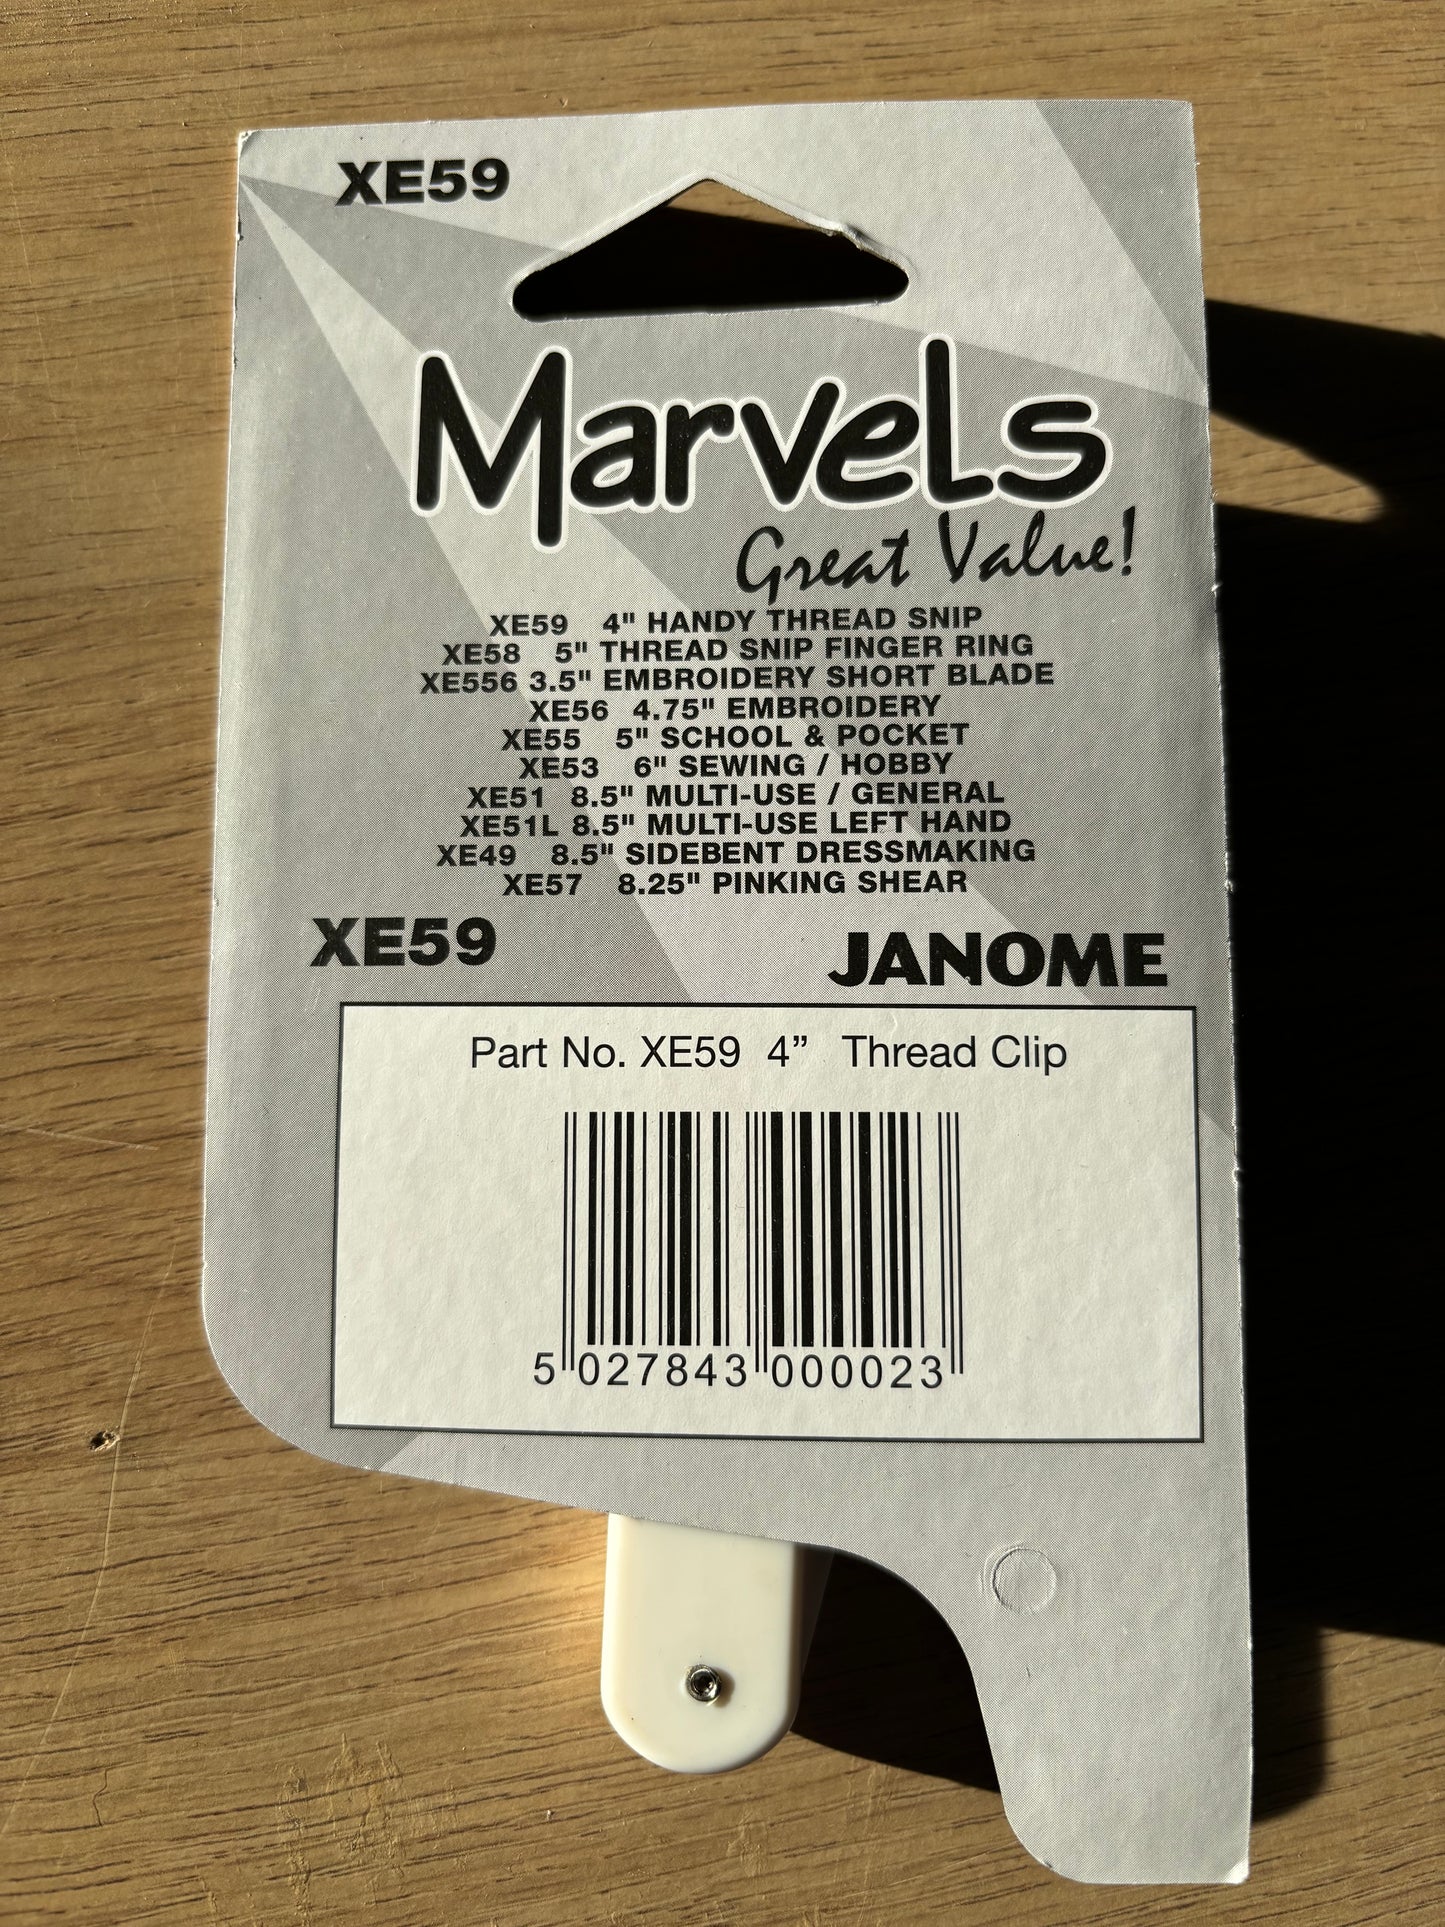 XE59
Marvels
Great Value!
XE59 4" HANDY THREAD SNIP
XE58 5" THREAD SNIP FINGER RING
XE556 3.5" EMBROIDERY SHORT BLADE
XE56 4.75" EMBROIDERY
XE55 5" SCHOOL & POCKET
XE53 6" SEWING / HOBBY
XE51 8.5" MULTI-USE / GENERAL
XE51L 8.5" MULTI-USE LEFT HAND
XE49 8.5" SIDEBENT DRESSMAKING
XE57 8.25" PINKING SHEAR
XE59 JANOME
Part No. XE59 4” Thread Clip
5 027843 000023